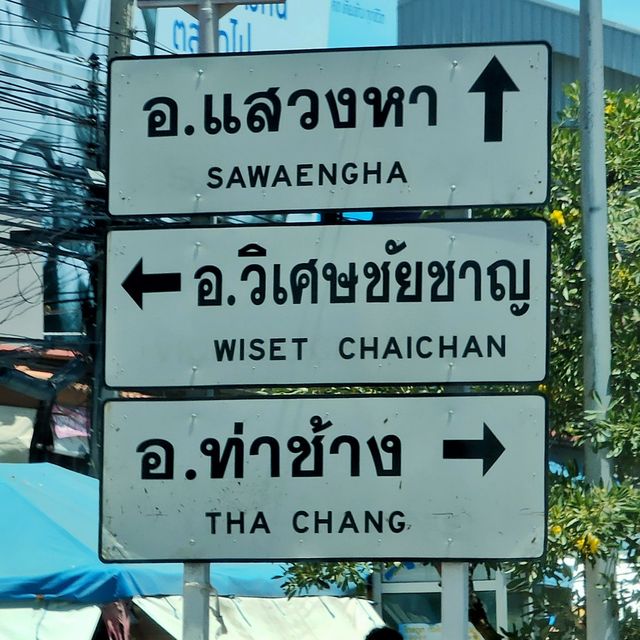 อ.แสวงหา
SAWAENGHA
อ.วิเศษชัยชาญ
WISET CHAICHAN
อ.ท่าช้าง
THA CHANG